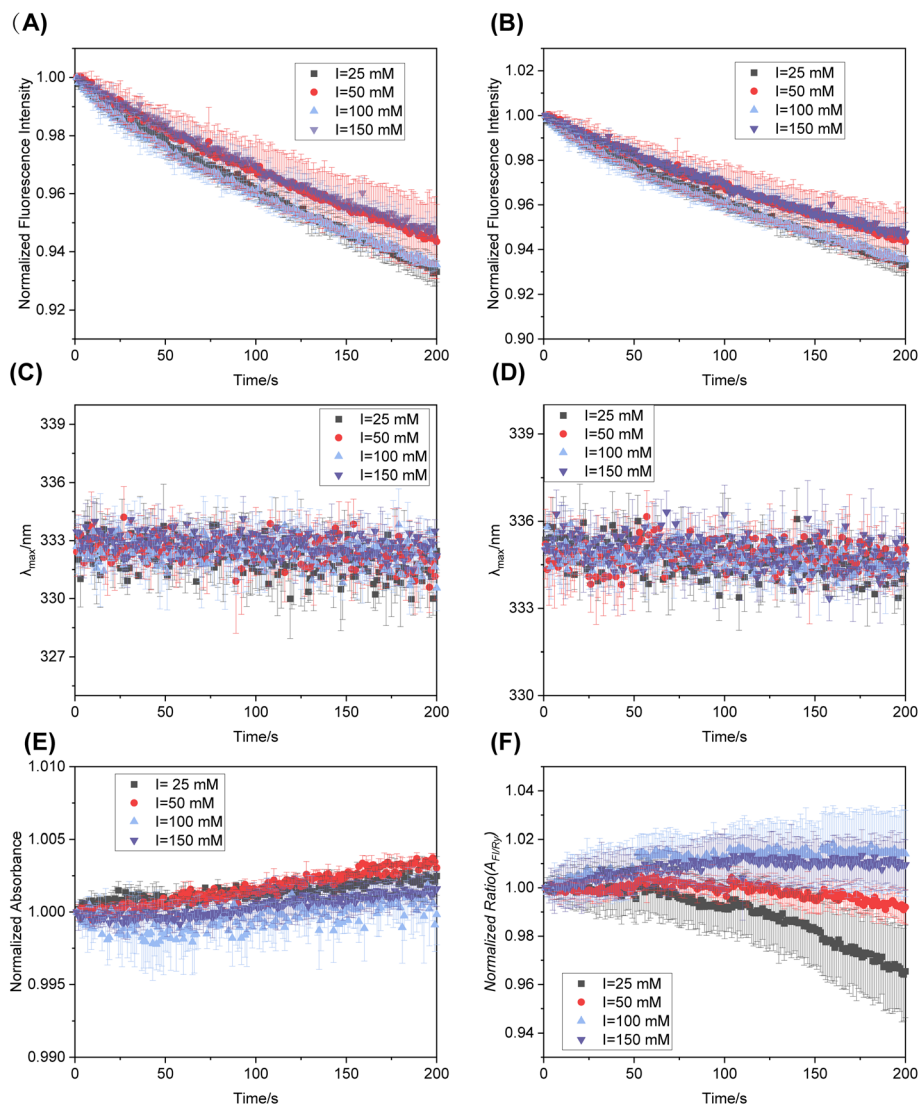 (A)
Normalized Fluorescence Intensity
1.00
0.98
0.96
0.94
0.92
I=25 mM
I=50 mM
I=100 mM
I=150 mM
0
50
100
150
200
Time/s
(B)
Normalized Fluorescence Intensity
1.02
1.00
0.98
0.96
0.94
0.92
0.90
I=25 mM
I=50 mM
I=100 mM
I=150 mM
0
50
100
150
200
Time/s
(C)
λmax/nm
339
336
333
330
327
I=25 mM
I=50 mM
I=100 mM
I=150 mM
0
50
100
150
200
Time/s
(D)
λmax/nm
339
336
333
330
I=25 mM
I=50 mM
I=100 mM
I=150 mM
0
50
100
150
200
Time/s
(E)
Normalized Absorbance
1.010
1.005
1.000
0.995
0.990
I= 25 mM
I=50 mM
I=100 mM
I=150 mM
0
50
100
150
200
Time/s
(F)
Normalized Ratio(AFI/Ry)
1.04
1.02
1.00
0.98
0.96
0.94
I=25 mM
I=50 mM
I=100 mM
I=150 mM
0
50
100
150
200
Time/s